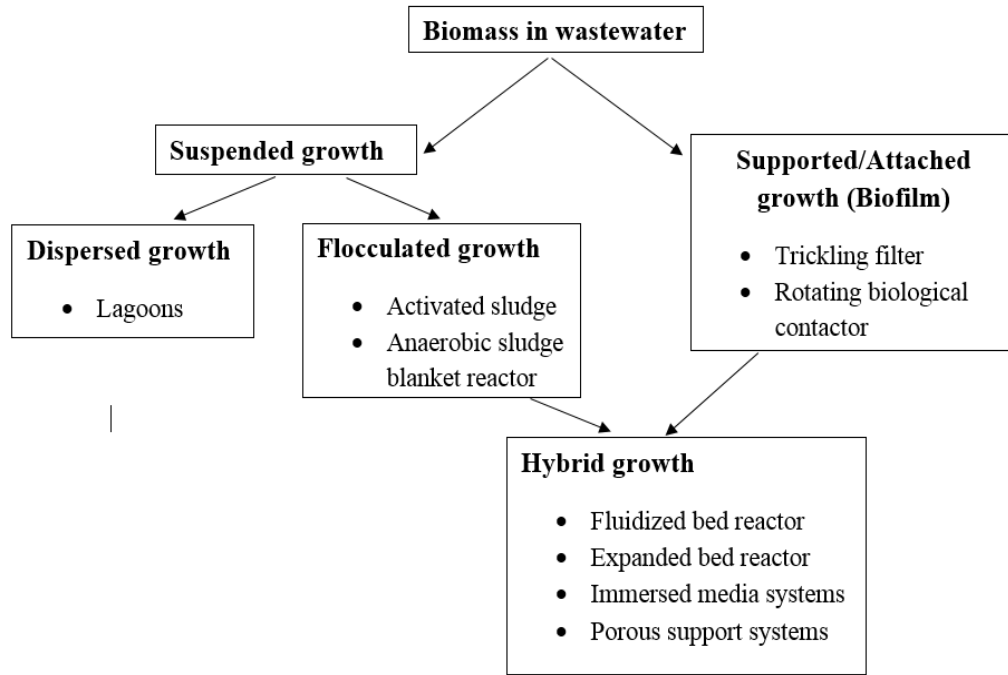 Biomass in wastewater
Suspended growth
Supported/Attached
growth (Biofilm)
• Trickling filter
• Rotating biological
contactor
Dispersed growth
• Lagoons
Flocculated growth
• Activated sludge
• Anaerobic sludge
blanket reactor
Hybrid growth
• Fluidized bed reactor
• Expanded bed reactor
• Immersed media systems
• Porous support systems